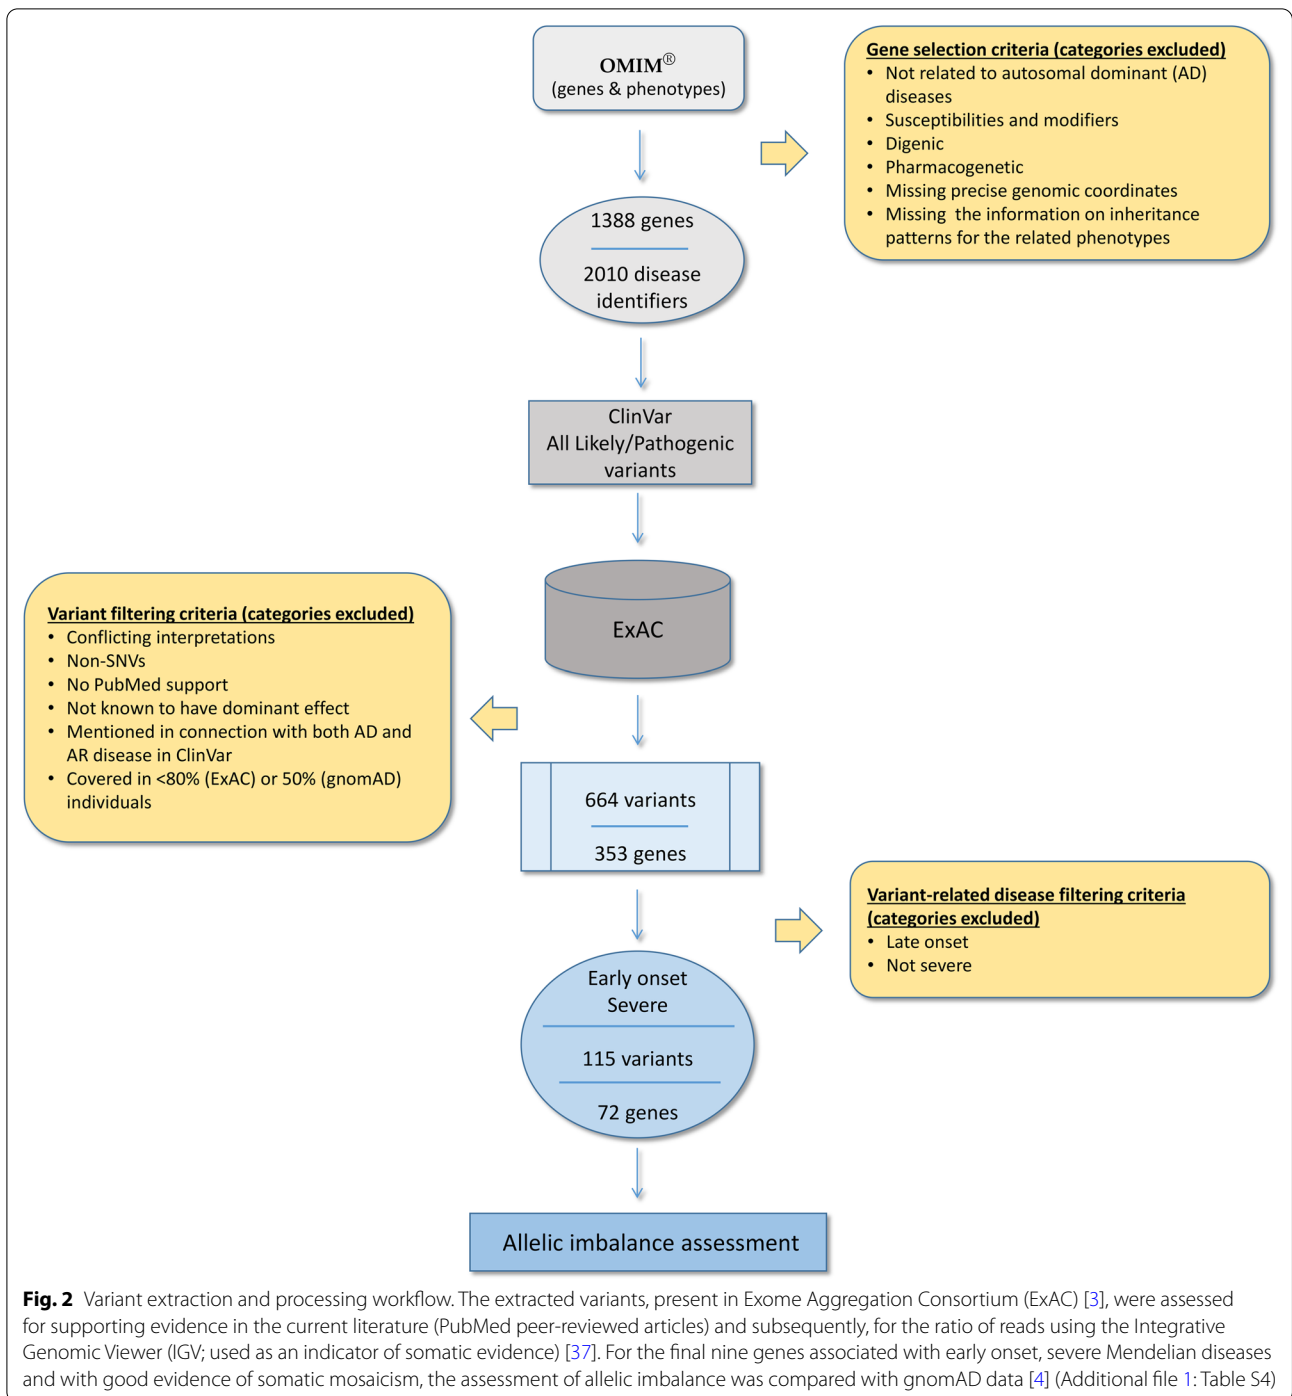 OMIM®
(genes & phenotypes)
Gene selection criteria (categories excluded)
• Not related to autosomal dominant (AD)
diseases
• Susceptibilities and modifiers
• Digenic
• Pharmacogenetic
• Missing precise genomic coordinates
• Missing the information on inheritance
patterns for the related phenotypes
1388 genes
2010 disease
identifiers
ClinVar
All Likely/Pathogenic
variants
ExAC
Variant filtering criteria (categories excluded)
• Conflicting interpretations
• Non-SNVs
• No PubMed support
• Not known to have dominant effect
• Mentioned in connection with both AD and
AR disease in ClinVar
• Covered in <80% (ExAC) or 50% (gnomAD)
individuals
664 variants
353 genes
Variant-related disease filtering criteria
(categories excluded)
• Late onset
• Not severe
Early onset
Severe
115 variants
72 genes
Allelic imbalance assessment
Fig. 2 Variant extraction and processing workflow. The extracted variants, present in Exome Aggregation Consortium (ExAC) [3], were assessed
for supporting evidence in the current literature (PubMed peer-reviewed articles) and subsequently, for the ratio of reads using the Integrative
Genomic Viewer (IGV; used as an indicator of somatic evidence) [37]. For the final nine genes associated with early onset, severe Mendelian diseases
and with good evidence of somatic mosaicism, the assessment of allelic imbalance was compared with gnomAD data [4] (Additional file 1: Table S4)